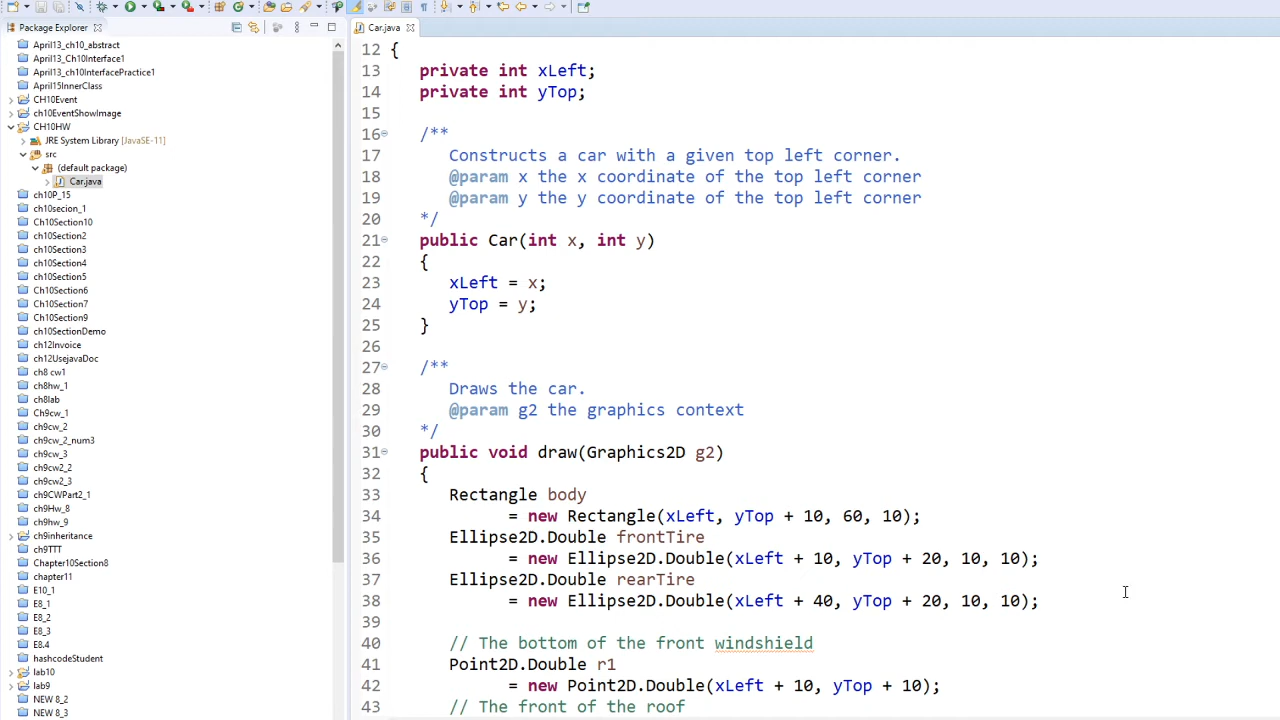 Package Explorer
April13_ch10_abstract
April13_Ch10Interface1
April13_ch10InterfacePractice1
April15InnerClass
CH10Event
ch10EventShowImage
CH10HW
JRE System Library [JavaSE-11]
src
(default package)
Car.java
ch10P_15
ch10secion_1
Ch10Section10
ch10Section2
ch10Section3
ch10Section4
ch10Section5
Ch10Section6
Ch10Section7
Ch10Section9
ch10SectionDemo
ch12Invoice
ch12UsejavaDoc
ch8 cw1
ch8hw_1
ch8lab
Ch9cw_1
ch9cw_2
ch9cw_2_num3
ch9cw_3
ch9cw2_2
ch9cw2_3
ch9CWPart2_1
ch9Hw_8
ch9hw_9
ch9inheritance
ch9TTT
Chapter10Section8
chapter11
E10_1
E8_1
E8_2
E8_3
E8.4
hashcodeStudent
lab10
lab9
NEW 8_2
NEW 8_3
Car.java
12 {
13 private int xLeft;
14 private int yTop;
15
16 /**
17 Constructs a car with a given top left corner.
18 @param x the x coordinate of the top left corner
19 @param y the y coordinate of the top left corner
20 */
21 public Car(int x, int y)
22 {
23 xLeft = x;
24 yTop = y;
25 }
26
27 /**
28 Draws the car.
29 @param g2 the graphics context
30 */
31 public void draw(Graphics2D g2)
32 {
33 Rectangle body
34 = new Rectangle(xLeft, yTop + 10, 60, 10);
35 Ellipse2D.Double frontTire
36 = new Ellipse2D.Double(xLeft + 10, yTop + 20, 10, 10);
37 Ellipse2D.Double rearTire
38 = new Ellipse2D.Double(xLeft + 40, yTop + 20, 10, 10);
39
40 // The bottom of the front windshield
41 Point2D.Double r1
42 = new Point2D.Double(xLeft + 10, yTop + 10);
43 // The front of the roof